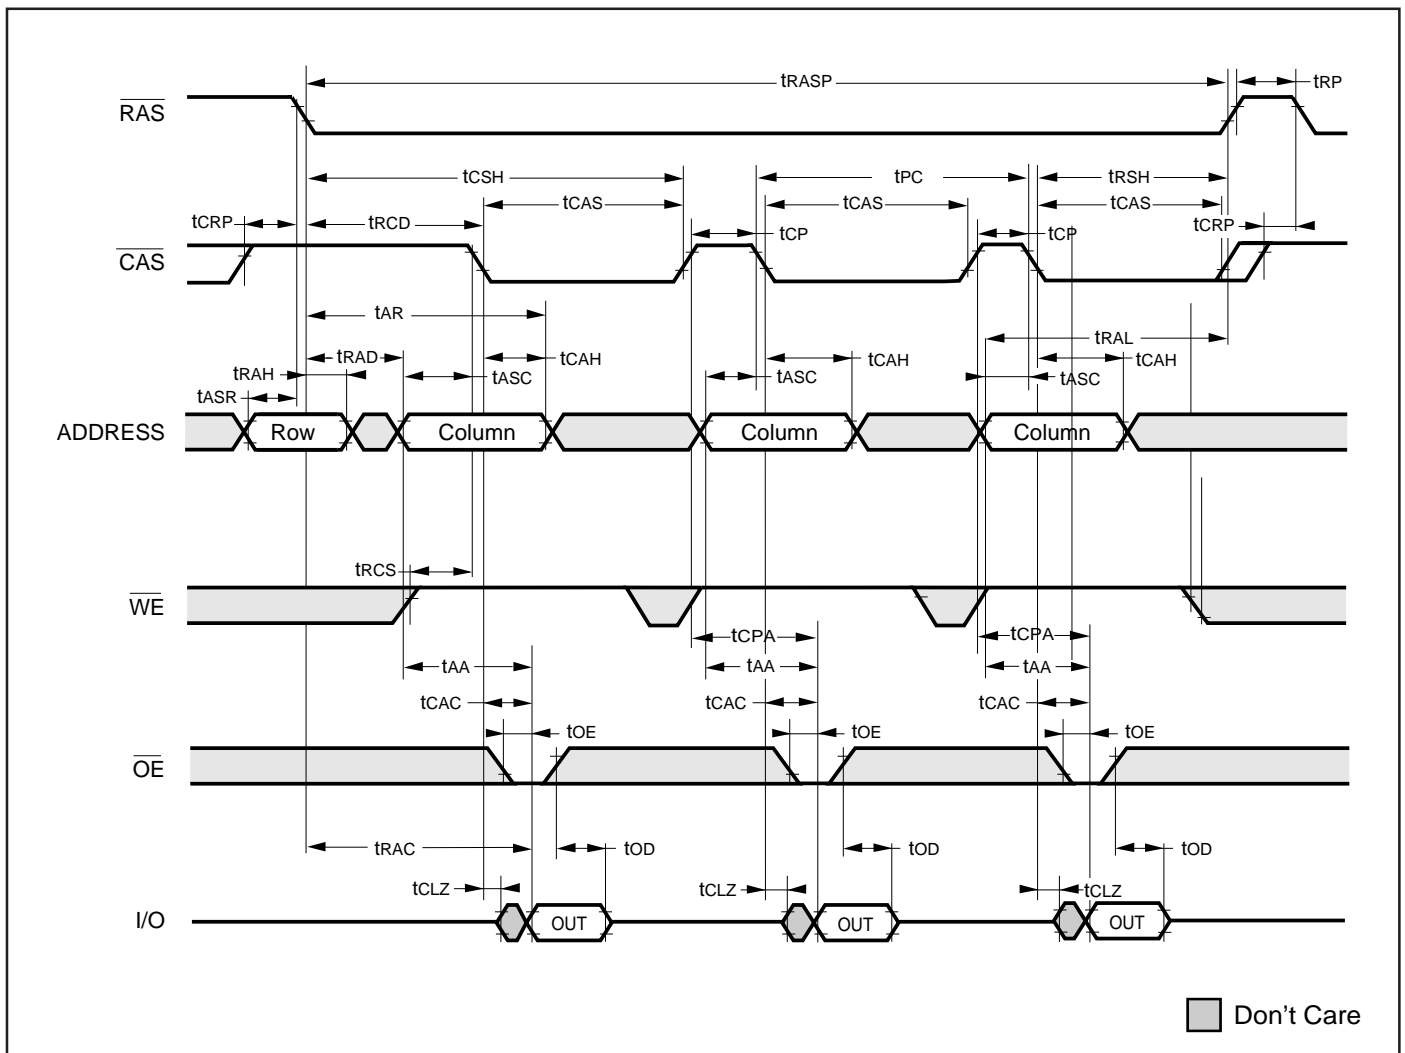 tRASP
tRP
RAS
tCSH
tPC
tRSH
tCAS
tCAS
tCAS
tCRP
tRCD
tCP
tCP
tCRP
CAS
tAR
tRAL
tRAD
tCAH
tCAH
tCAH
tRAH
tASC
tASC
tASC
tASR
ADDRESS
Row
Column
Column
Column
tRCS
WE
tCPA
tCPA
tAA
tAA
tAA
tCAC
tCAC
tCAC
tOE
tOE
tOE
OE
tRAC
tOD
tOD
tOD
tCLZ
tCLZ
tCLZ
I/O
OUT
OUT
OUT
Don't Care